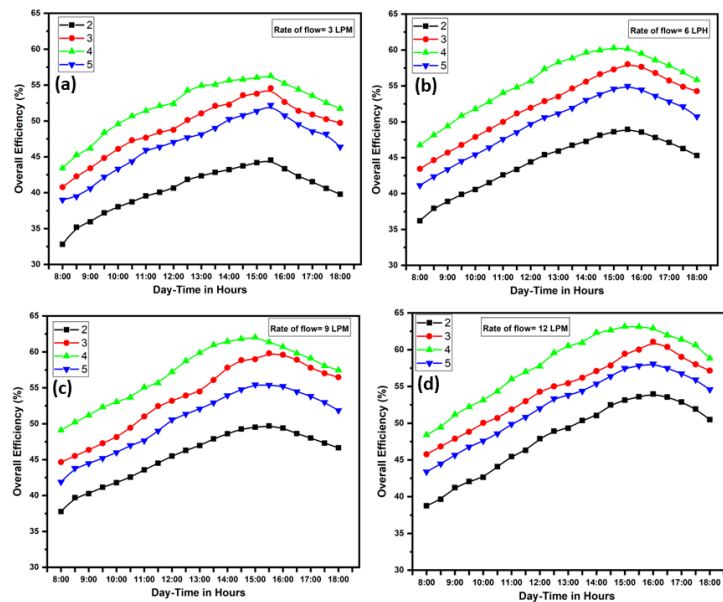 Rate of flow= 3 LPM
(a)
2
3
4
5
Overall Efficiency (%)
65
60
55
50
45
40
35
30
8:00 9:00 10:00 11:00 12:00 13:00 14:00 15:00 16:00 17:00 18:00
Day-Time in Hours
Rate of flow= 6 LPH
(b)
2
3
4
5
Overall Efficiency (%)
65
60
55
50
45
40
35
30
8:00 9:00 10:00 11:00 12:00 13:00 14:00 15:00 16:00 17:00 18:00
Day-Time in Hours
Rate of flow= 9 LPM
(c)
2
3
4
5
Overall Efficiency (%)
65
60
55
50
45
40
35
30
8:00 9:00 10:00 11:00 12:00 13:00 14:00 15:00 16:00 17:00 18:00
Day-Time in Hours
Rate of flow= 12 LPM
(d)
2
3
4
5
Overall Efficiency (%)
65
60
55
50
45
40
35
30
8:00 9:00 10:00 11:00 12:00 13:00 14:00 15:00 16:00 17:00 18:00
Day-Time in Hours